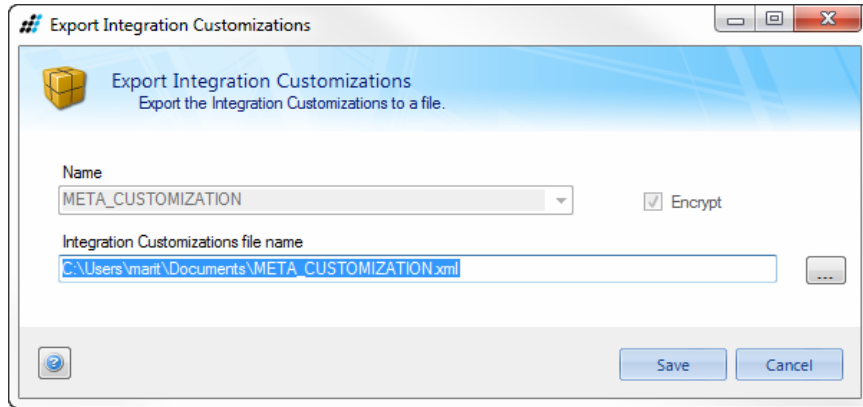 Export Integration Customizations
Export Integration Customizations
Export the Integration Customizations to a file.
Name
META_CUSTOMIZATION
Encrypt
Integration Customizations file name
C:\Users\marit\Documents\META_CUSTOMIZATION.xml
...
Save
Cancel